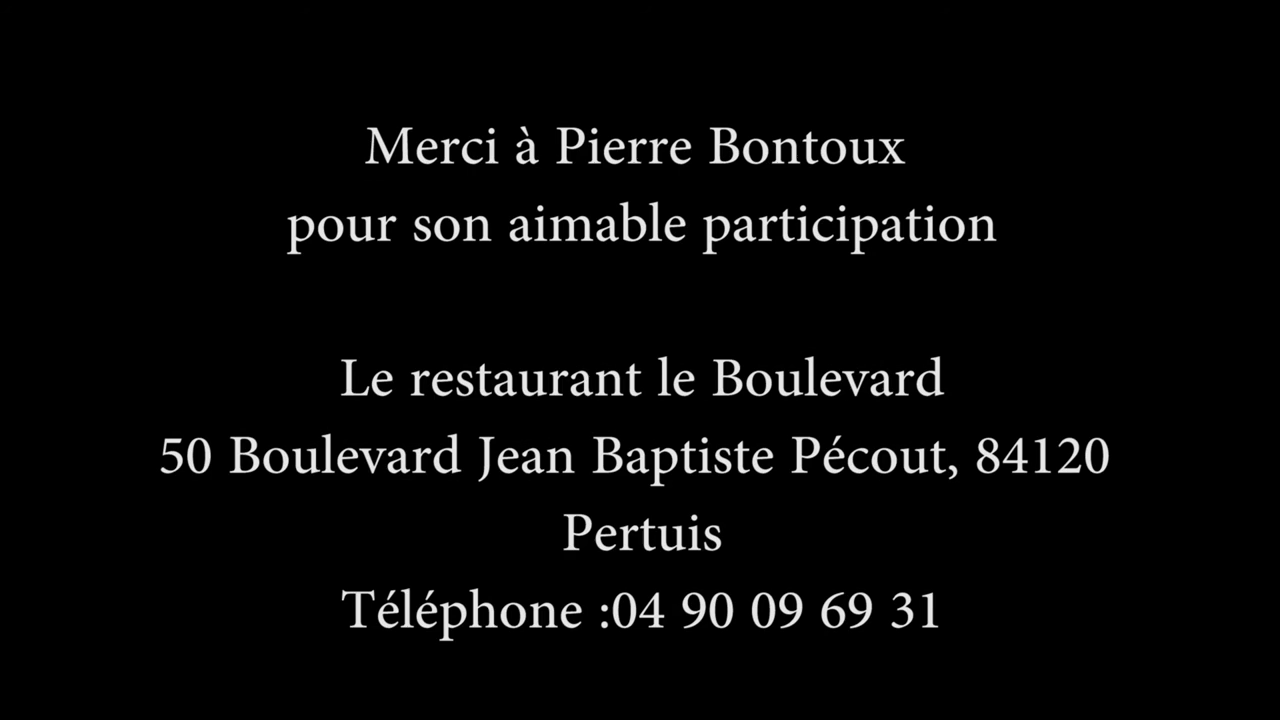 Merci à Pierre Bontoux
pour son aimable participation
Le restaurant le Boulevard
50 Boulevard Jean Baptiste Pécout, 84120
Pertuis
Téléphone :04 90 09 69 31